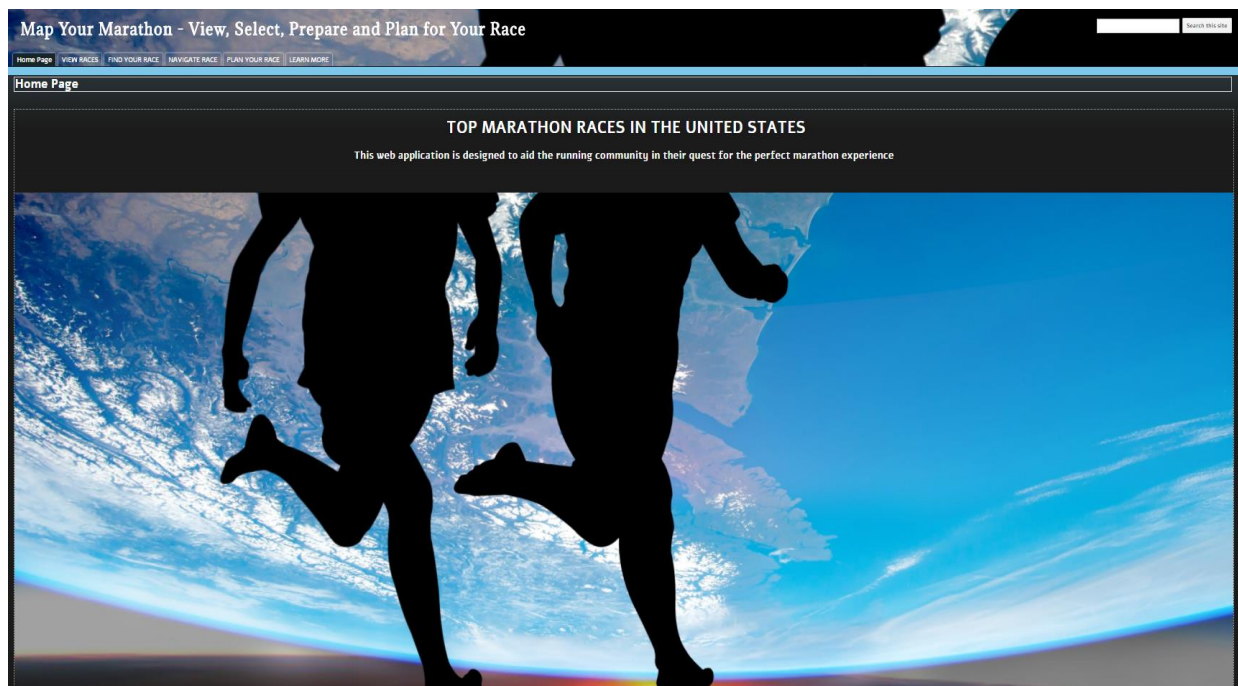 Map Your Marathon - View, Select, Prepare and Plan for Your Race
Search this site
Home Page VIEW RACES FIND YOUR RACE NAVIGATE RACE PLAN YOUR RACE LEARN MORE
Home Page
TOP MARATHON RACES IN THE UNITED STATES
This web application is designed to aid the running community in their quest for the perfect marathon experience